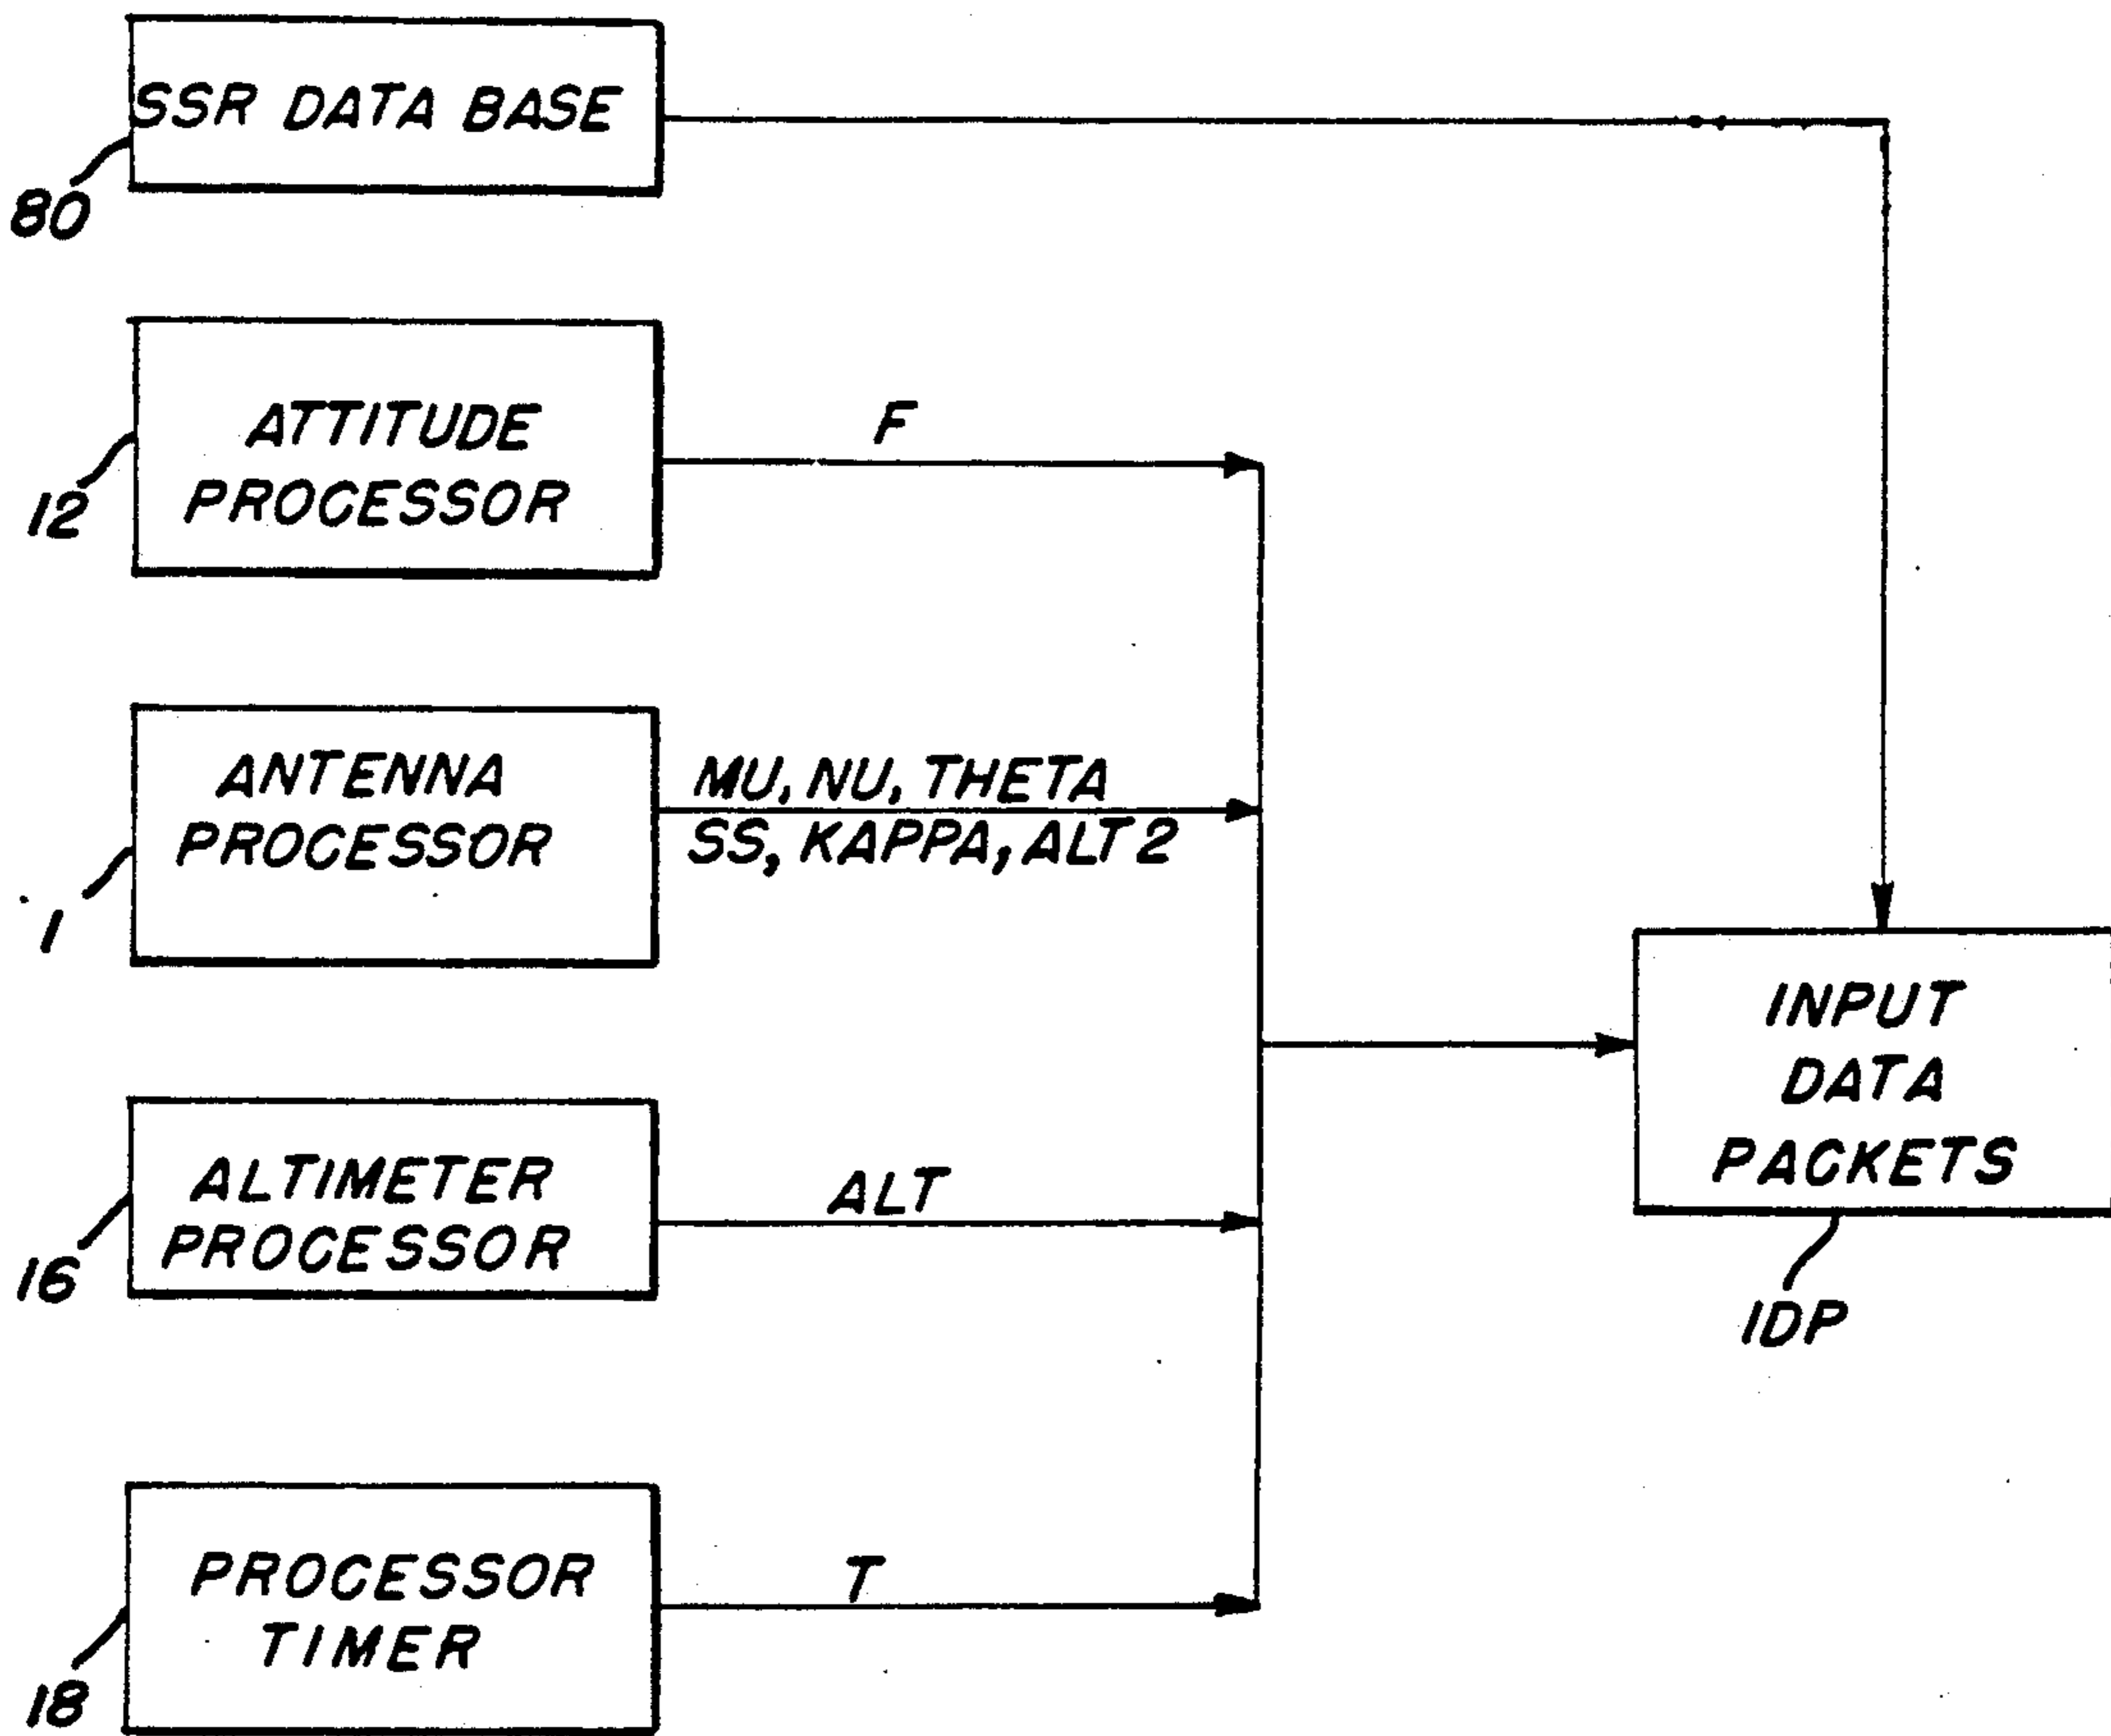 SSR DATA BASE
80
ATTITUDE
PROCESSOR
12
F
ANTENNA
PROCESSOR
1
MU, NU, THETA
SS, KAPPA, ALT 2
ALTIMETER
PROCESSOR
16
ALT
PROCESSOR
TIMER
18
T
INPUT
DATA
PACKETS
IDP